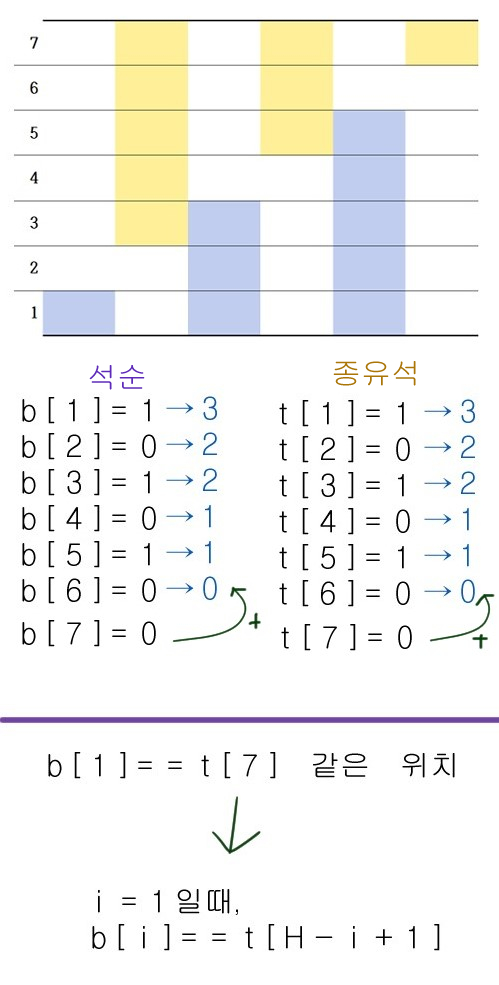 7
6
5
4
3
2
1
석순
b[1]= 1 → 3
b[2]= 0 → 2
b[3]= 1 → 2
b[4]= 0 → 1
b[5]= 1 → 1
b[6]= 0 → 0
b[7]= 0
+
종유석
t[1]= 1 → 3
t[2]= 0 → 2
t[3]= 1 → 2
t[4]= 0 → 1
t[5]= 1 → 1
t[6]= 0 → 0
t[7]= 0
+
b[1]== t[7] 같은 위치
i = 1 일때,
b[i]== t[H-i+1]